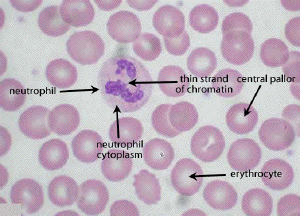 thin strand
of chromatin
central pallor
neutrophil
neutrophil
cytoplasm
erythrocyte